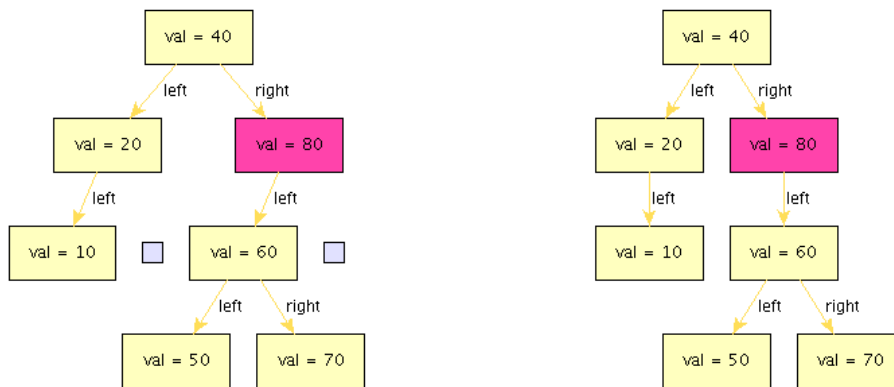 val = 40
left
right
val = 20
val = 80
left
left
val = 10
val = 60
left
right
val = 50
val = 70
val = 40
left
right
val = 20
val = 80
left
left
val = 10
val = 60
left
right
val = 50
val = 70